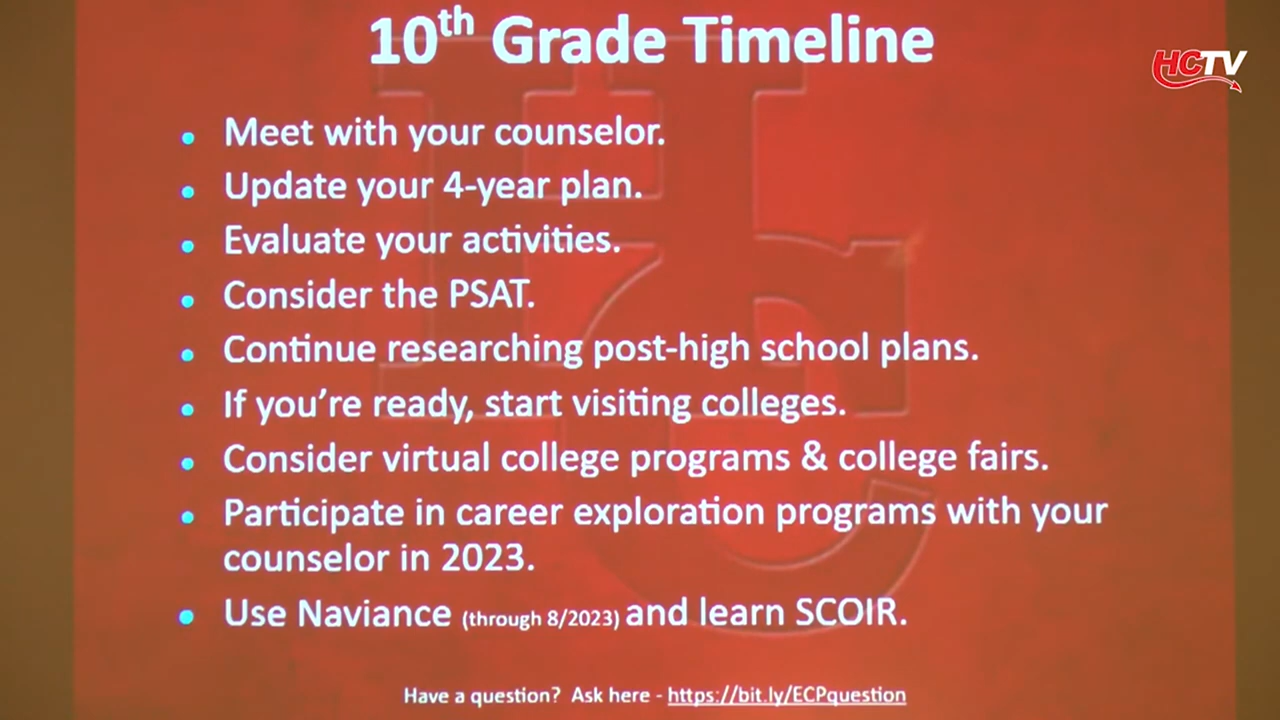 10th Grade Timeline
HCTV
• Meet with your counselor.
• Update your 4-year plan.
• Evaluate your activities.
• Consider the PSAT.
• Continue researching post-high school plans.
• If you're ready, start visiting colleges.
• Consider virtual college programs & college fairs.
• Participate in career exploration programs with your
counselor in 2023.
• Use Naviance (through 8/2023) and learn SCOIR.
Have a question? Ask here - https://bit.ly/ECPquestion